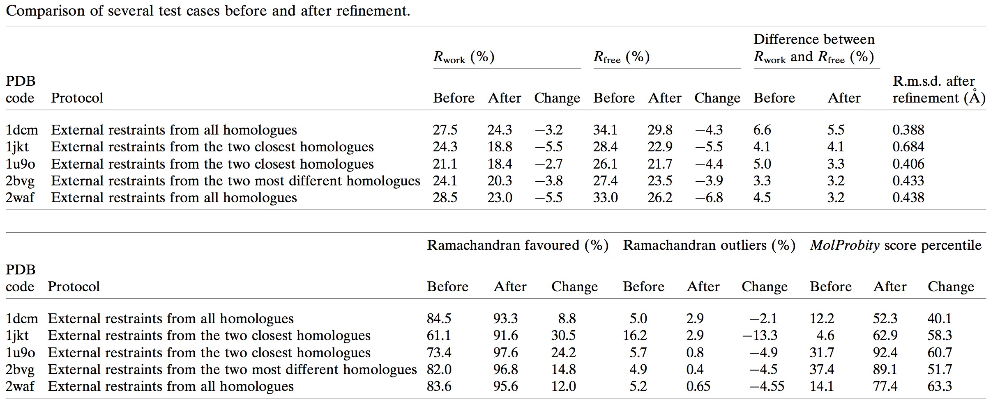 Comparison of several test cases before and after refinement.
Difference between
Rwork (%) Rfree (%) Rwork and Rfree (%)
PDB R.m.s.d. after
code Protocol Before After Change Before After Change Before After refinement (Å)
1dcm External restraints from all homologues 27.5 24.3 −3.2 34.1 29.8 −4.3 6.6 5.5 0.388
1jkt External restraints from the two closest homologues 24.3 18.8 −5.5 28.4 22.9 −5.5 4.1 4.1 0.684
1u9o External restraints from the two closest homologues 21.1 18.4 −2.7 26.1 21.7 −4.4 5.0 3.3 0.406
2bvg External restraints from the two most different homologues 24.1 20.3 −3.8 27.4 23.5 −3.9 3.3 3.2 0.433
2waf External restraints from all homologues 28.5 23.0 −5.5 33.0 26.2 −6.8 4.5 3.2 0.438
Ramachandran favoured (%) Ramachandran outliers (%) MolProbity score percentile
PDB
code Protocol Before After Change Before After Change Before After Change
1dcm External restraints from all homologues 84.5 93.3 8.8 5.0 2.9 −2.1 12.2 52.3 40.1
1jkt External restraints from the two closest homologues 61.1 91.6 30.5 16.2 2.9 −13.3 4.6 62.9 58.3
1u9o External restraints from the two closest homologues 73.4 97.6 24.2 5.7 0.8 −4.9 31.7 92.4 60.7
2bvg External restraints from the two most different homologues 82.0 96.8 14.8 4.9 0.4 −4.5 37.4 89.1 51.7
2waf External restraints from all homologues 83.6 95.6 12.0 5.2 0.65 −4.55 14.1 77.4 63.3